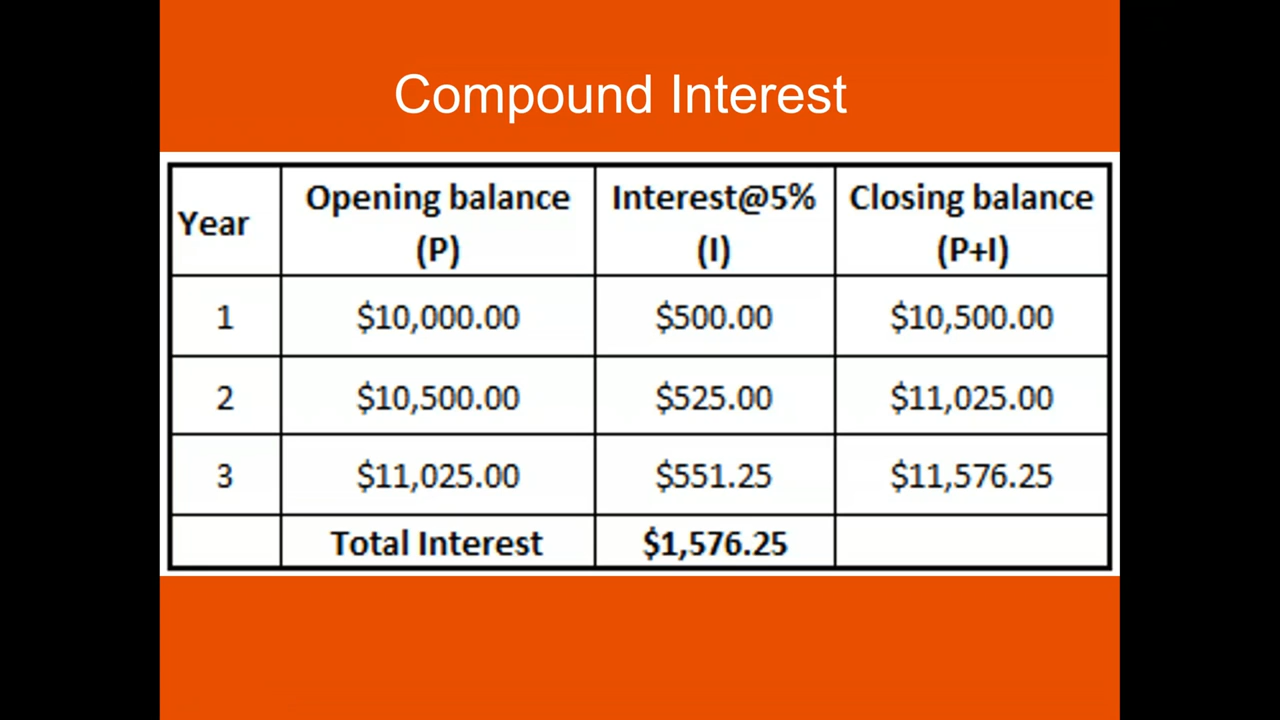 Compound Interest
Year Opening balance (P) Interest@5% (I) Closing balance (P+I)
1 $10,000.00 $500.00 $10,500.00
2 $10,500.00 $525.00 $11,025.00
3 $11,025.00 $551.25 $11,576.25
Total Interest $1,576.25